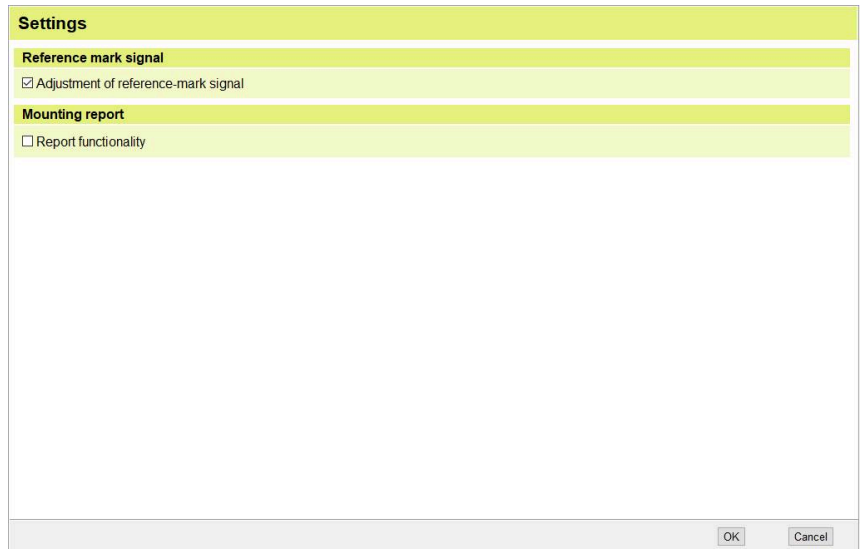 Settings
Reference mark signal
Adjustment of reference-mark signal
Mounting report
Report functionality
OK Cancel